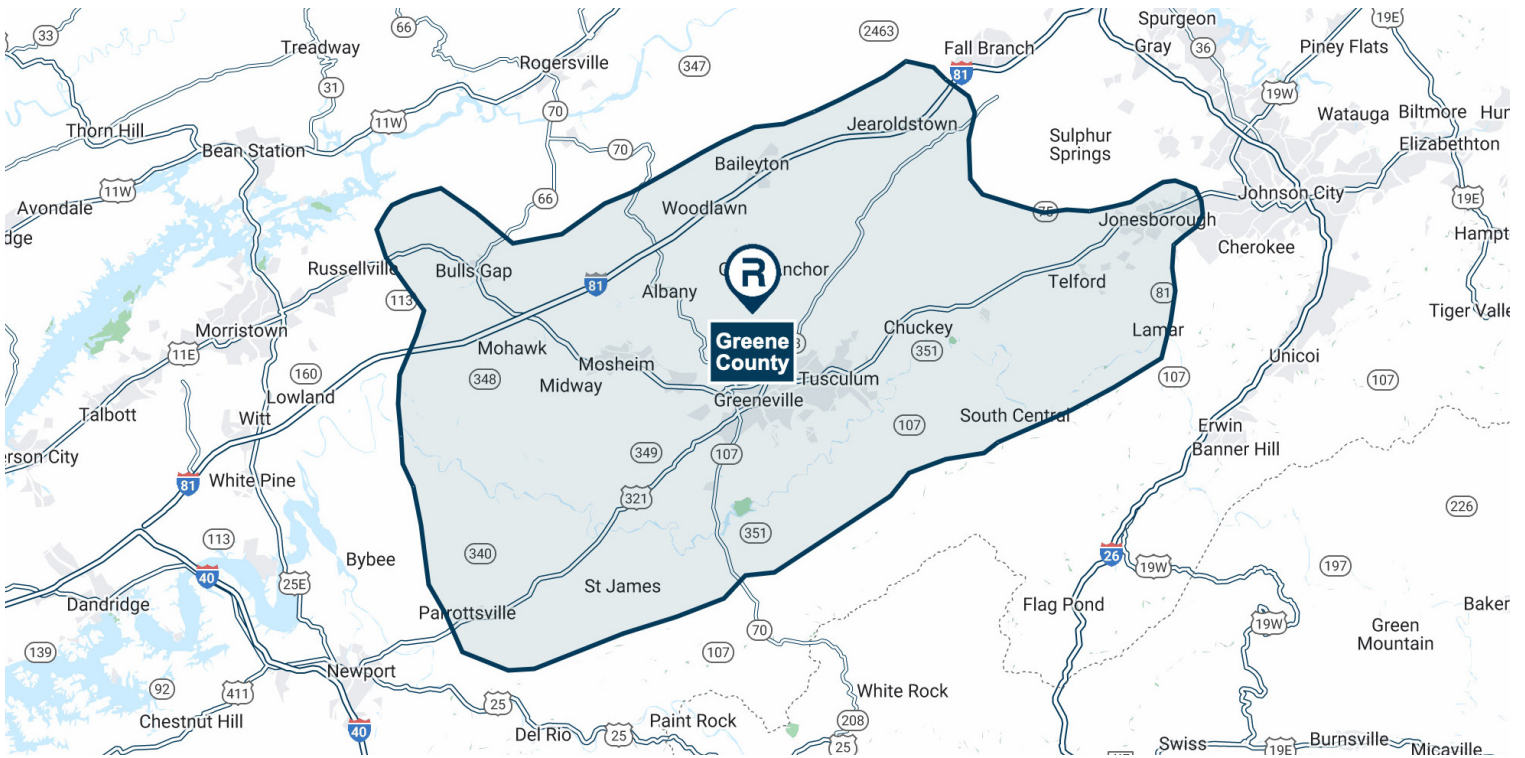 66
2463
Spurgeon
19E
33
Treadway
Fall Branch
Gray
36
Piney Flats
Rogersville
347
81
31
19W
70
11W
Jearoldstown
Watauga
Biltmore
Thorn Hill
Sulphur
Springs
Elizabethton
Bean Station
70
Baileyton
11W
66
Johnson City
19E
Avondale
Woodlawn
75
Jonesborough
Cherokee
Russellville
Bulls Gap
R
nchor
81
Albany
Telford
81
113
Morristown
Lamar
Tiger Valle
Chuckey
Greene
County
351
11E
Mohawk
Unicoi
Mosheim
160
348
Midway
Tusculum
107
107
Lowland
Greeneville
Talbott
Witt
South Central
107
Erwin
Banner Hill
erson City
349
107
81
White Pine
321
226
113
351
340
26
Bybee
19W
197
40
25E
St James
Dandridge
Parrottsville
Flag Pond
Baker
19W
Green
Mountain
70
139
107
Newport
92
411
White Rock
25
208
Chestnut Hill
Paint Rock
40
Del Rio
25
25
Swiss
19E
Burnsville
Micaville